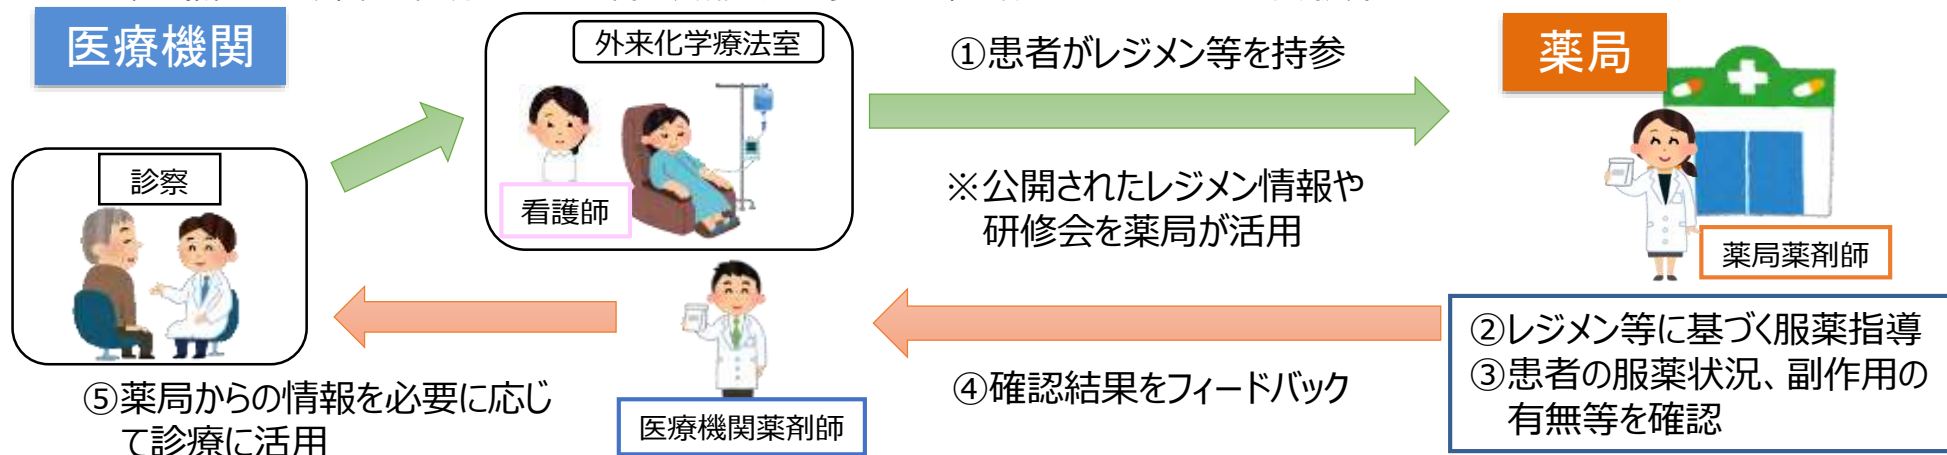 医療機関
外来化学療法室
①患者がレジメン等を持参
薬局
診察
看護師
※公開されたレジメン情報や
研修会を薬局が活用
薬局薬剤師
②レジメン等に基づく服薬指導
③患者の服薬状況、副作用の
有無等を確認
④確認結果をフィードバック
医療機関薬剤師
⑤薬局からの情報を必要に応じ
て診療に活用